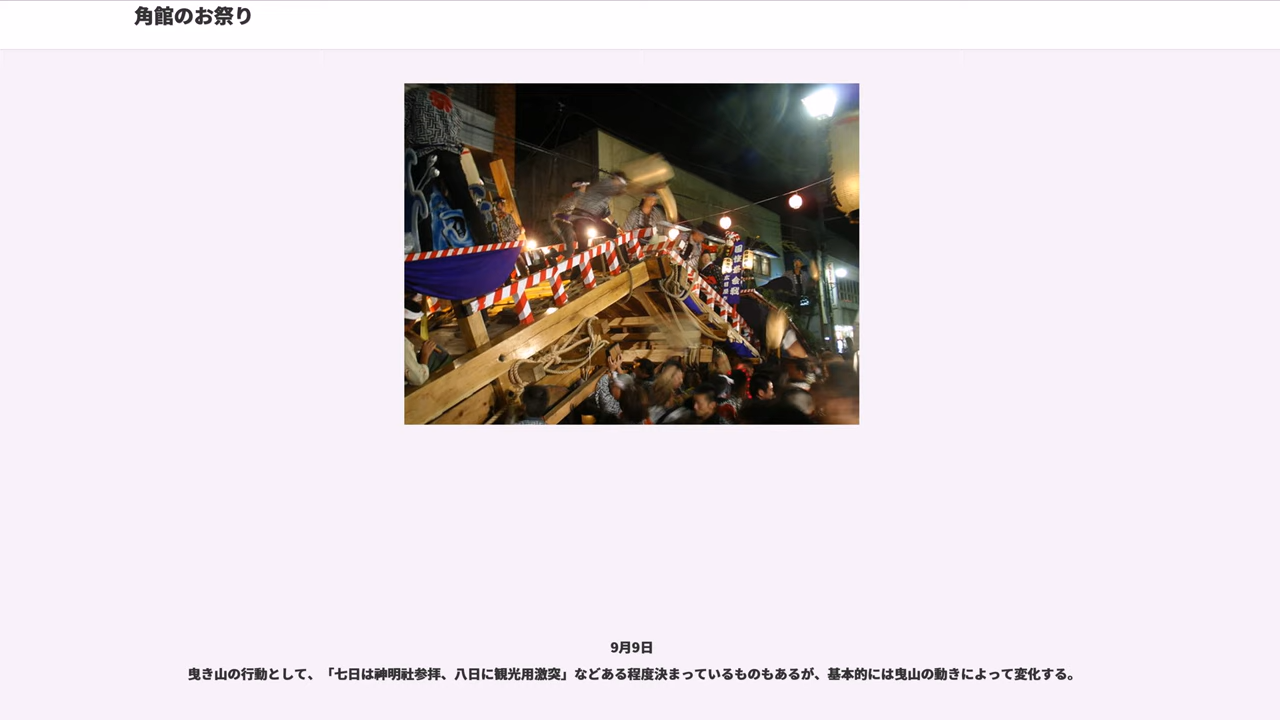 角館のお祭り
9月9日
曳き山の行動として、「七日は神明社参拝、八日に観光用激突」などある程度決まっているものもあるが、基本的には曳山の動きによって変化する。